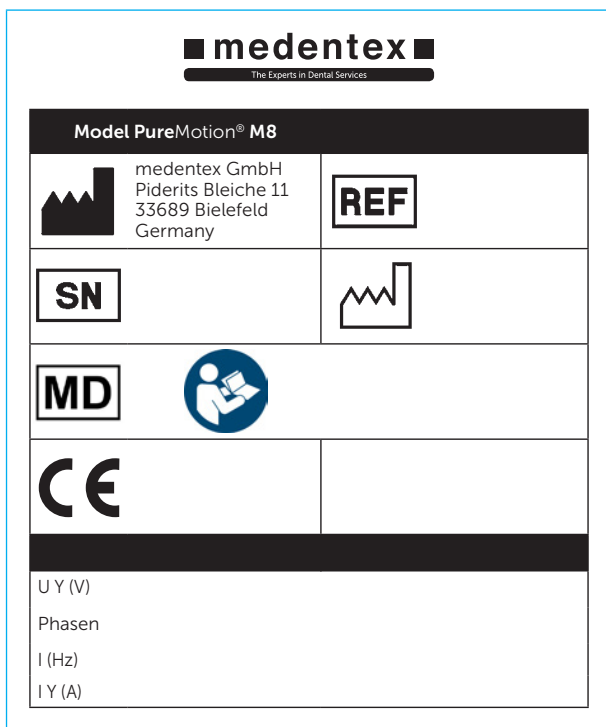 medentex
The Experts in Dental Services
Model PureMotion® M8
medentex GmbH
Piderits Bleiche 11
33689 Bielefeld
Germany
REF
SN
MD
CE
U Y (V)
Phasen
I (Hz)
I Y (A)